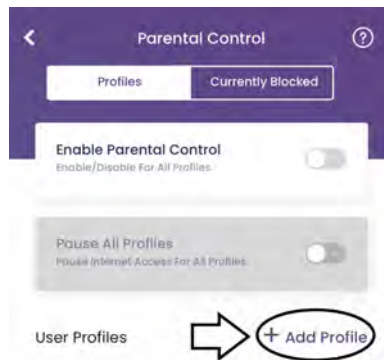 Parental Control
Profiles Currently Blocked
Enable Parental Control
Enable/Disable For All Profiles.
Pause All Profiles
Pause Internet Access For All Profiles.
User Profiles + Add Profile